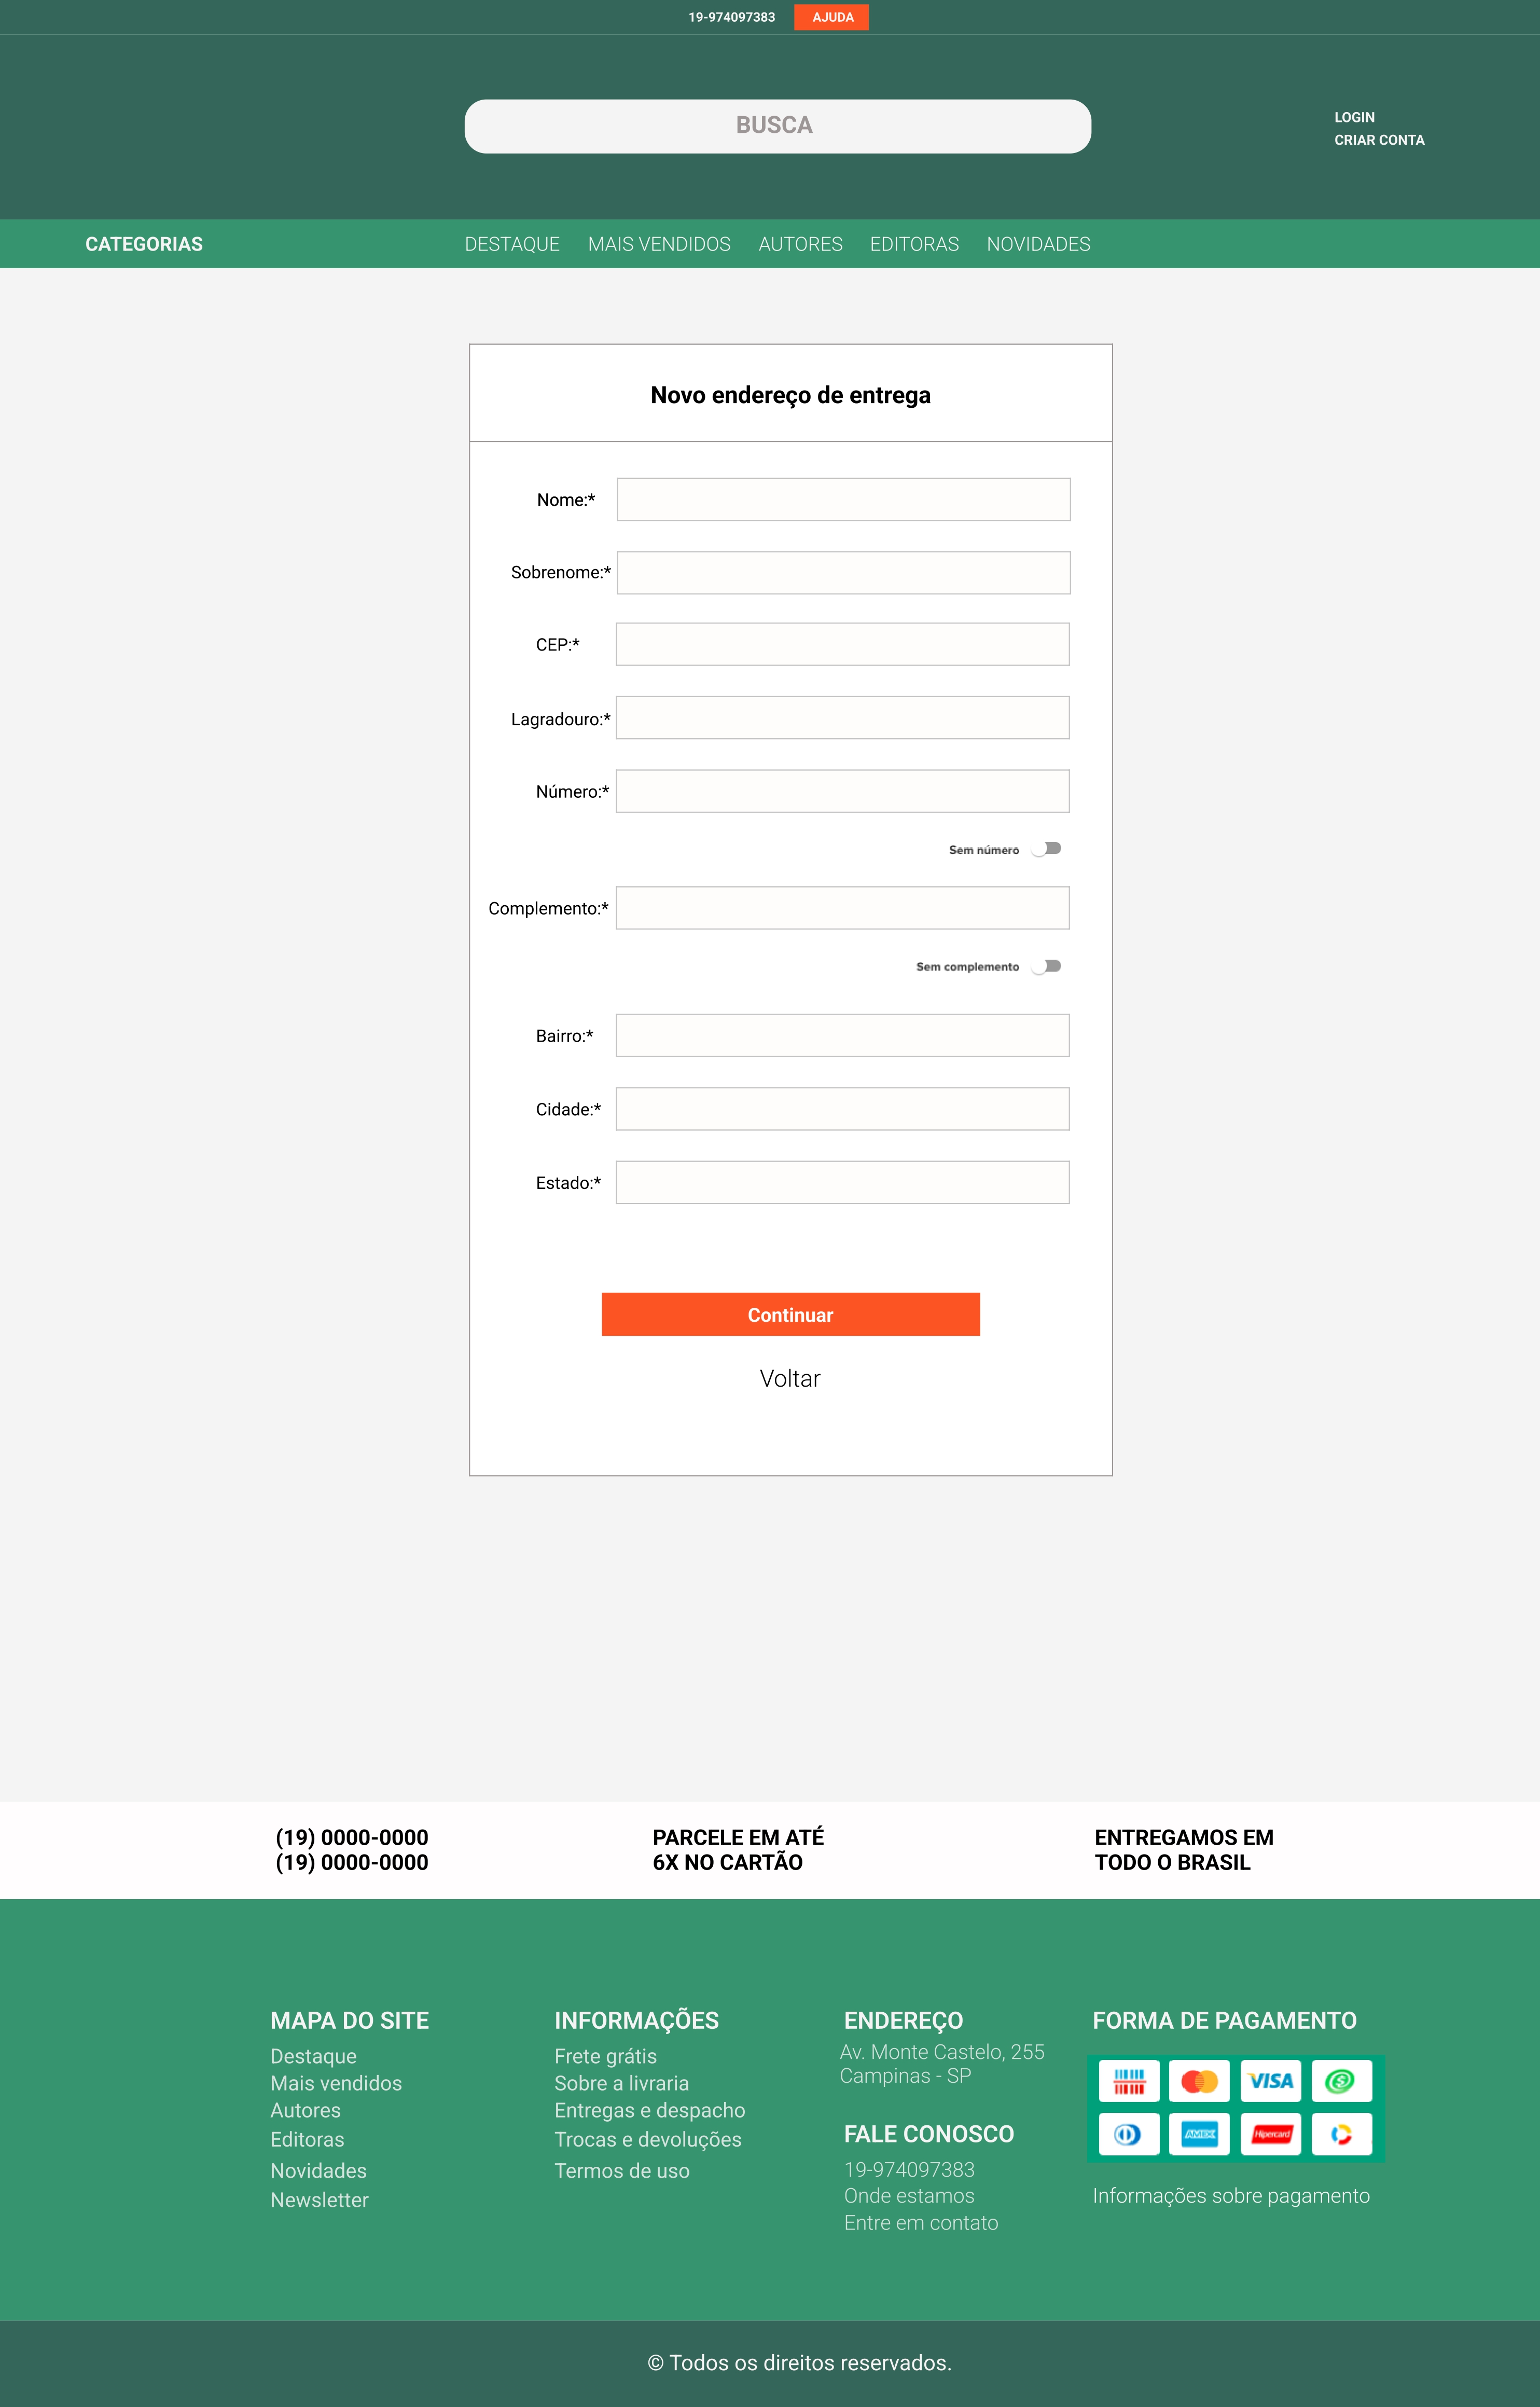 19-974097383 AJUDA
BUSCA
LOGIN
CRIAR CONTA
CATEGORIAS DESTAQUE MAIS VENDIDOS AUTORES EDITORAS NOVIDADES
Novo endereço de entrega
Nome:*
Sobrenome:*
CEP:*
Lagradouro:*
Número:*
Sem número
Complemento:*
Sem complemento
Bairro:*
Cidade:*
Estado:*
Continuar
Voltar
(19) 0000-0000
(19) 0000-0000
PARCELE EM ATÉ
6X NO CARTÃO
ENTREGAMOS EM
TODO O BRASIL
MAPA DO SITE
Destaque
Mais vendidos
Autores
Editoras
Novidades
Newsletter
INFORMAÇÕES
Frete grátis
Sobre a livraria
Entregas e despacho
Trocas e devoluções
Termos de uso
ENDEREÇO
Av. Monte Castelo, 255
Campinas - SP
FALE CONOSCO
19-974097383
Onde estamos
Entre em contato
FORMA DE PAGAMENTO
VISA
AMEX
Hipercard
Informações sobre pagamento
© Todos os direitos reservados.